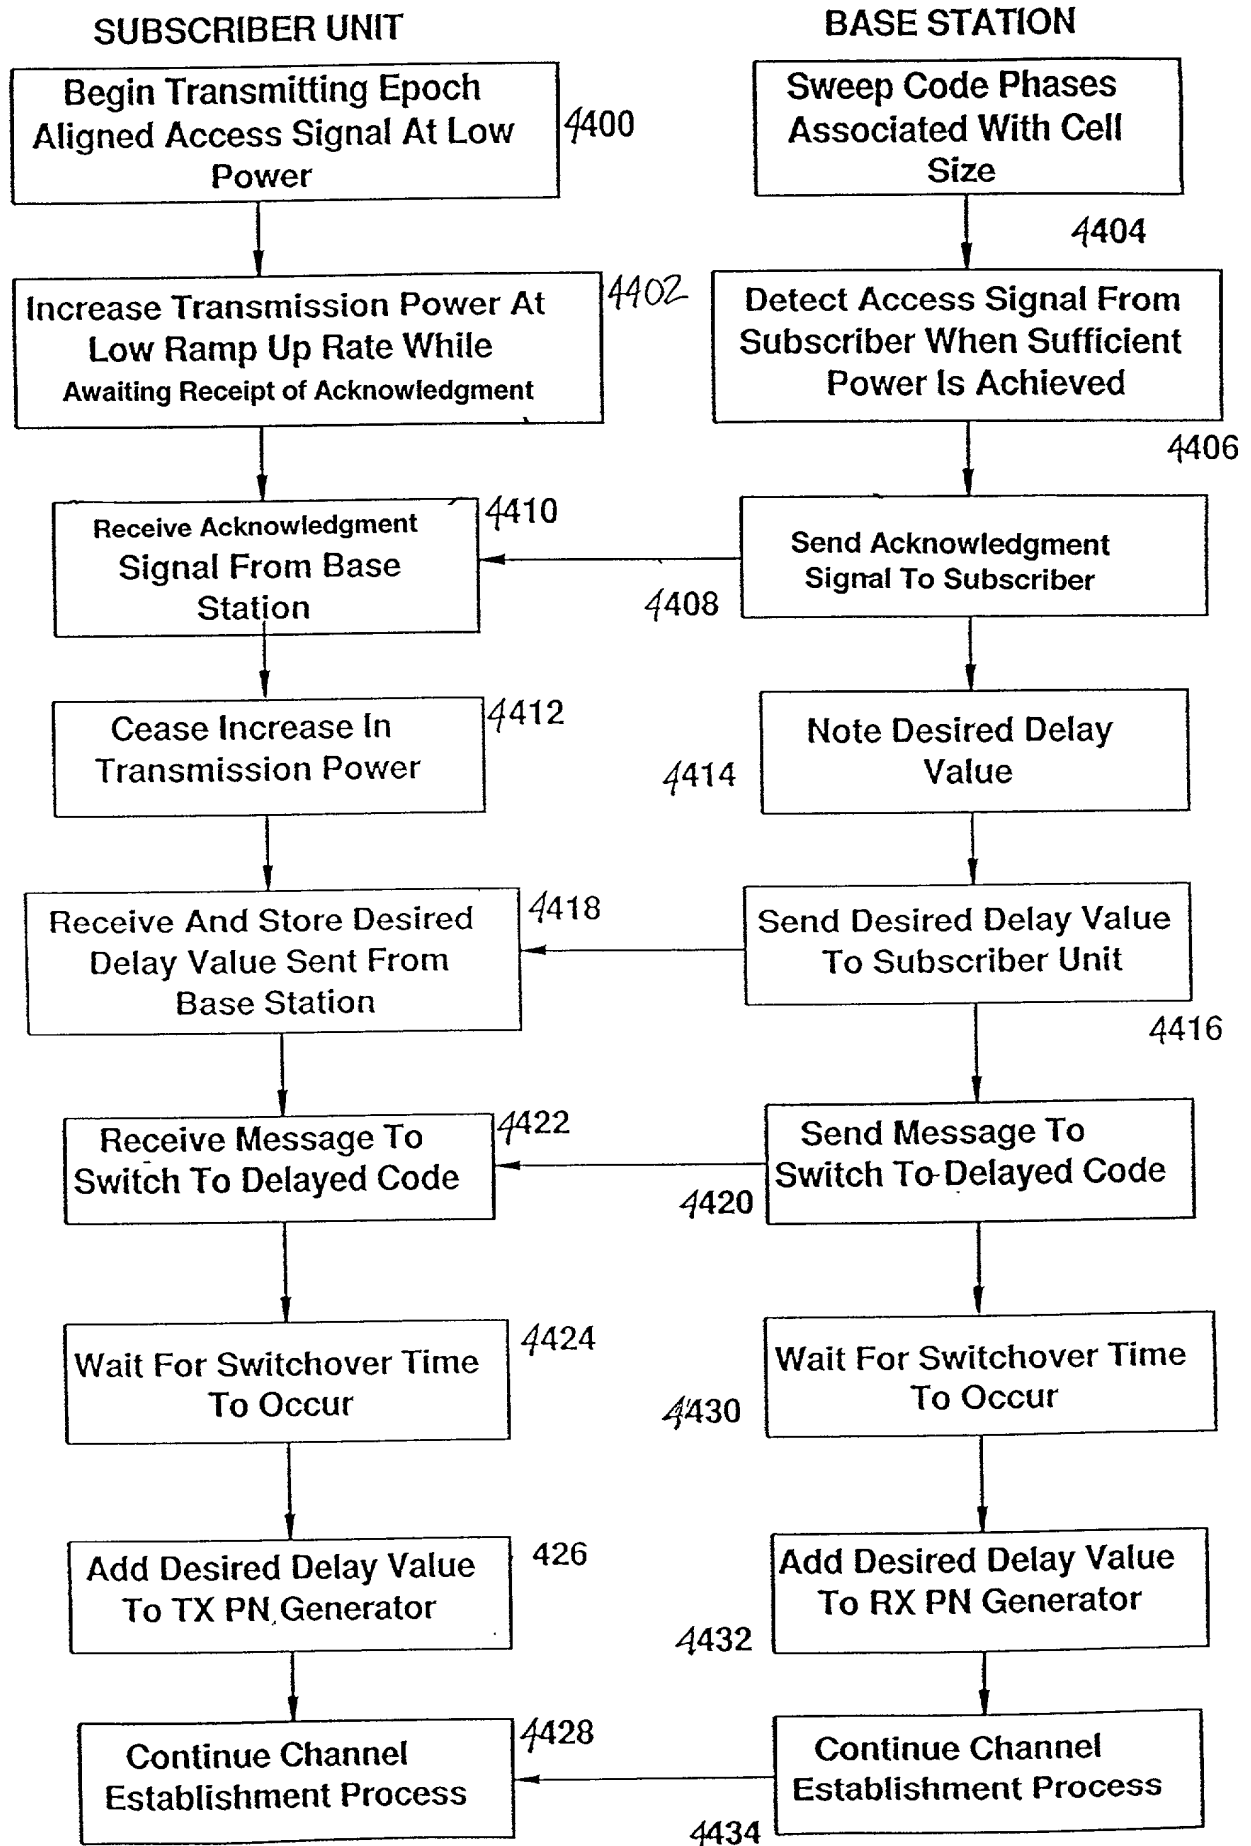 SUBSCRIBER UNIT
Begin Transmitting Epoch
Aligned Access Signal At Low
Power
4400
Increase Transmission Power At
Low Ramp Up Rate While
Awaiting Receipt of Acknowledgment
4402
Receive Acknowledgment
Signal From Base
Station
4410
Cease Increase In
Transmission Power
4412
Receive And Store Desired
Delay Value Sent From
Base Station
4418
Receive Message To
Switch To Delayed Code
4422
Wait For Switchover Time
To Occur
4424
Add Desired Delay Value
To TX PN Generator
426
Continue Channel
Establishment Process
4428
BASE STATION
Sweep Code Phases
Associated With Cell
Size
4404
Detect Access Signal From
Subscriber When Sufficient
Power Is Achieved
4406
Send Acknowledgment
Signal To Subscriber
4408
Note Desired Delay
Value
4414
Send Desired Delay Value
To Subscriber Unit
4416
Send Message To
Switch To Delayed Code
4420
Wait For Switchover Time
To Occur
4430
Add Desired Delay Value
To RX PN Generator
4432
Continue Channel
Establishment Process
4434